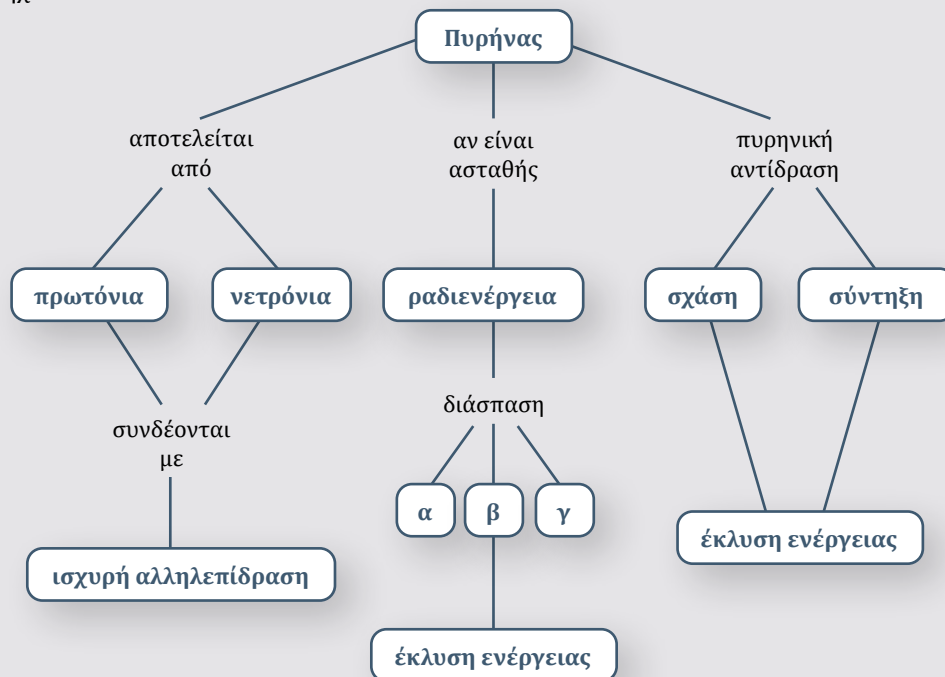 Πυρήνας
αποτελείται
από
αν είναι
ασταθής
πυρηνική
αντίδραση
πρωτόνια
νετρόνια
ραδιενέργεια
σχάση
σύντηξη
συνδέονται
με
διάσπαση
α
β
γ
ισχυρή αλληλεπίδραση
έκλυση ενέργειας
έκλυση ενέργειας